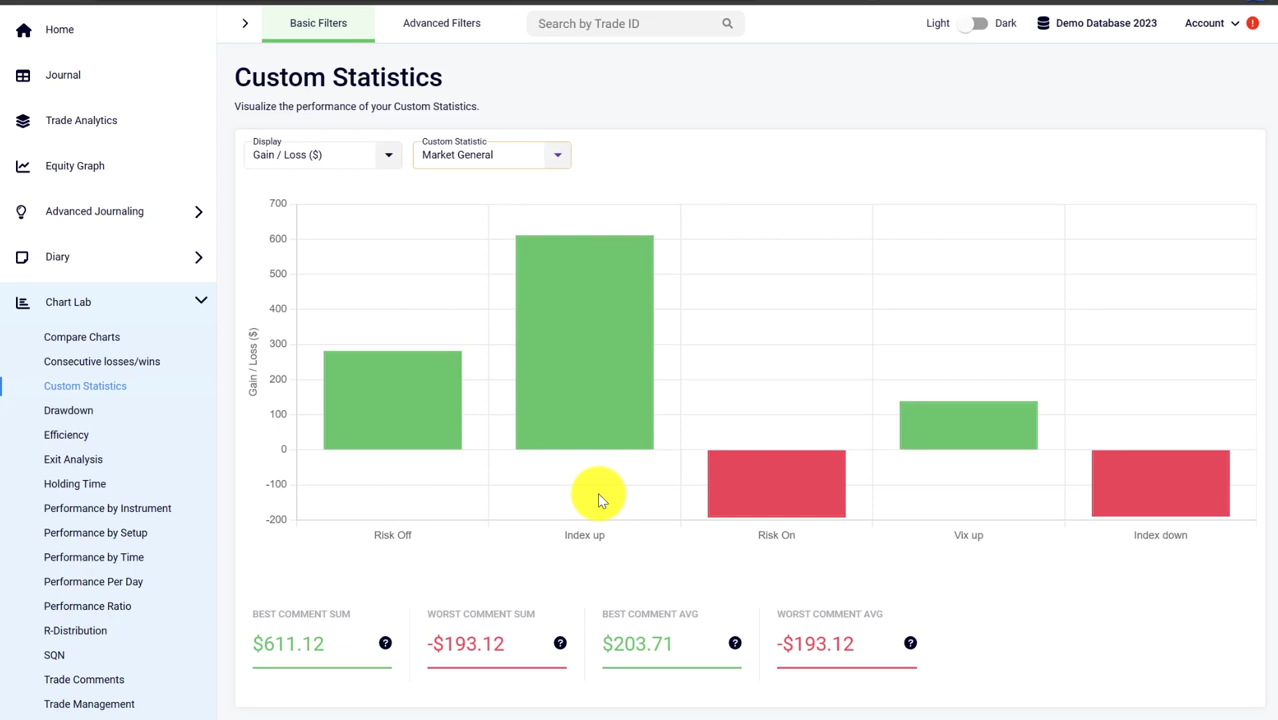 Home
Journal
Trade Analytics
Equity Graph
Advanced Journaling
Diary
Chart Lab
Compare Charts
Consecutive losses/wins
Custom Statistics
Drawdown
Efficiency
Exit Analysis
Holding Time
Performance by Instrument
Performance by Setup
Performance by Time
Performance Per Day
Performance Ratio
R-Distribution
SQN
Trade Comments
Trade Management
Basic Filters
Advanced Filters
Search by Trade ID
Light
Dark
Demo Database 2023
Account
!
Custom Statistics
Visualize the performance of your Custom Statistics.
Display
Gain / Loss ($)
Custom Statistic
Market General
Gain / Loss ($)
700
600
500
400
300
200
100
0
-100
-200
Risk Off
Index up
Risk On
Vix up
Index down
BEST COMMENT SUM
$611.12
?
WORST COMMENT SUM
-$193.12
?
BEST COMMENT AVG
$203.71
?
WORST COMMENT AVG
-$193.12
?